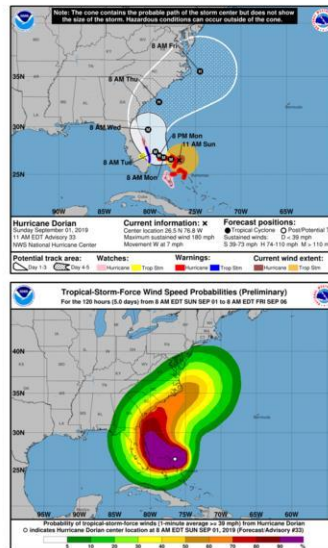 Note: The cone contains the probable path of the storm center but does not show
the size of the storm. Hazardous conditions can occur outside of the cone.
8 AM Fri
35N
8 AM Thu
30N
8 AM Wed
8 PM Mon
11 AM Sun
25N
8 AM Tue
8 AM Mon
90W 85W 80W 75W 70W 65W
Hurricane Dorian
Sunday September 01, 2019
11 AM EDT Advisory 33
NWS National Hurricane Center
Current information: x
Center location 26.5 N 76.8 W
Maximum sustained wind 180 mph
Movement W at 7 mph
Forecast positions:
Tropical Cyclone Post/Potential T
Sustained winds: D < 39 mph
S 39-73 mph H 74-110 mph M > 110 m
Potential track area:
Day 1-3 Day 4-5
Watches:
Hurricane Trop Stm
Warnings:
Hurricane Trop Stm
Current wind extent:
Hurricane Trop Stm
Tropical-Storm-Force Wind Speed Probabilities (Preliminary)
For the 120 hours (5.0 days) from 8 AM EDT SUN SEP 01 to 8 AM EDT FRI SEP 06
40N
35N
30N
25N
90W 85W 80W 75W 70W 65W
Probability of tropical-storm-force winds (1-minute average >= 39 mph) from Hurricane Dorian
indicates Hurricane Dorian center location at 8 AM EDT SUN SEP 01, 2019 (Forecast/Advisory #33)
5 10 20 30 40 50 60 70 80 90 %